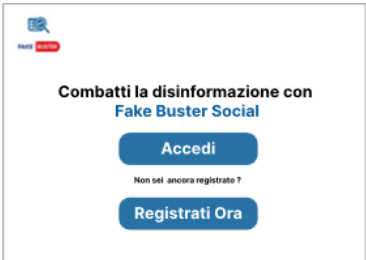 FAKE BUSTER
Combatti la disinformazione con
Fake Buster Social
Accedi
Non sei ancora registrato ?
Registrati Ora